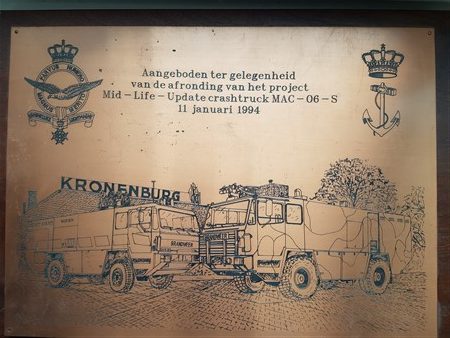 Aangeboden ter gelegenheid
van de afronding van het project
Mid-Life-Update crashtruck MAC-06-S
11 januari 1994
KRONENBURG
BRANDWEER